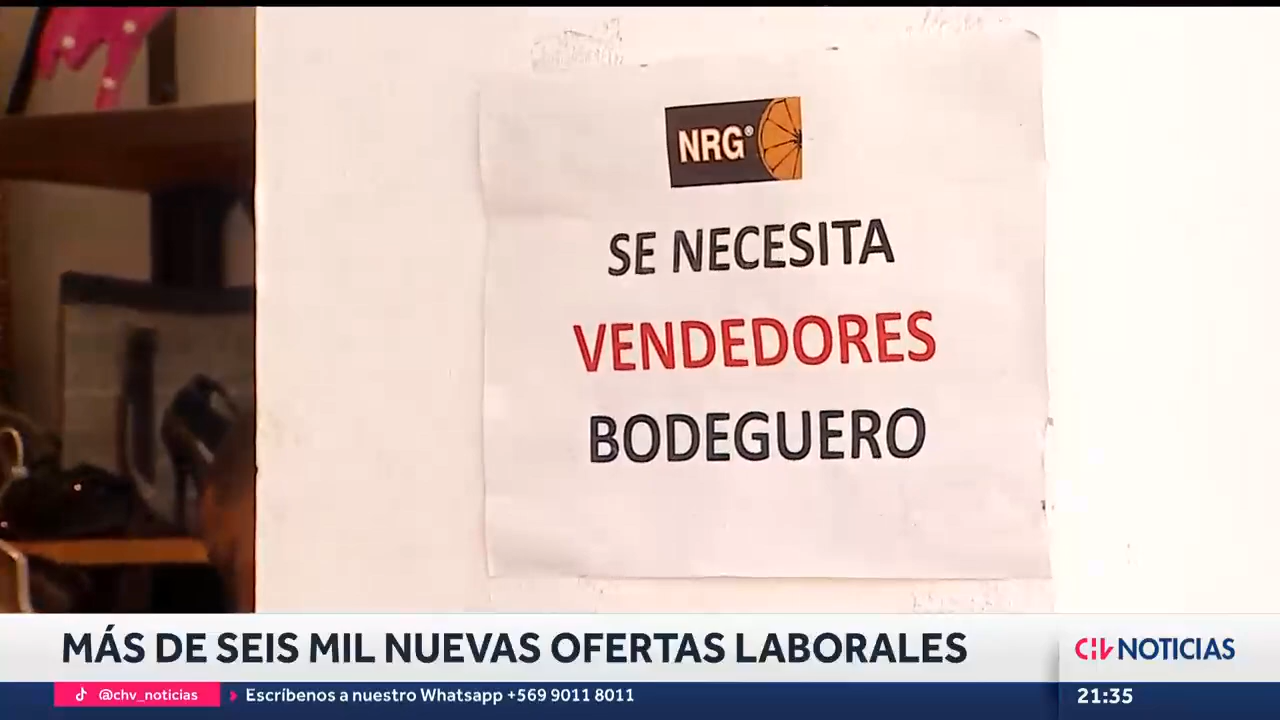 NRG®
SE NECESITA
VENDEDORES
BODEGUERO
MÁS DE SEIS MIL NUEVAS OFERTAS LABORALES
CHV NOTICIAS
@chv_noticias
Escríbenos a nuestro Whatsapp +569 9011 8011
21:35